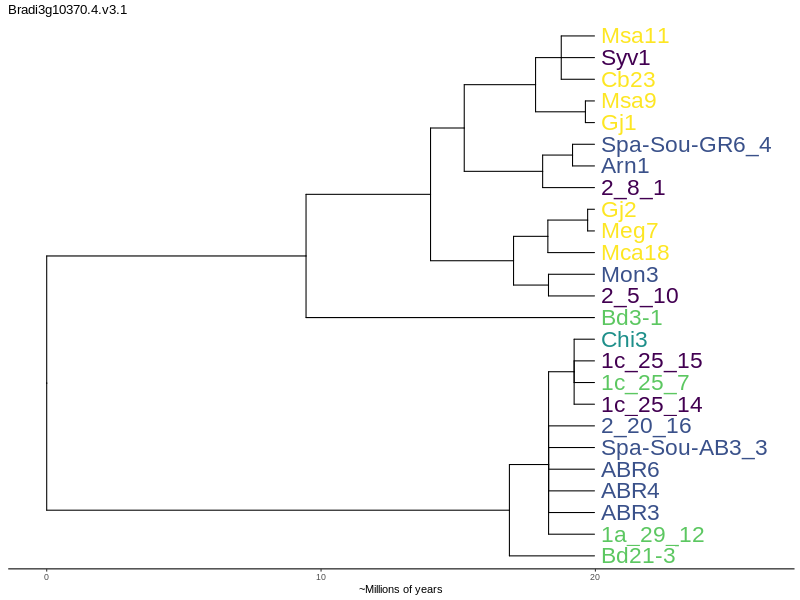 Bradi3g10370.4.v3.1
Msa11
Syv1
Cb23
Msa9
Gj1
Spa-Sou-GR6_4
Arn1
2_8_1
Gj2
Meg7
Mca18
Mon3
2_5_10
Bd3-1
Chi3
1c_25_15
1c_25_7
1c_25_14
2_20_16
Spa-Sou-AB3_3
ABR6
ABR4
ABR3
1a_29_12
Bd21-3
0 10 20
~Millions of years